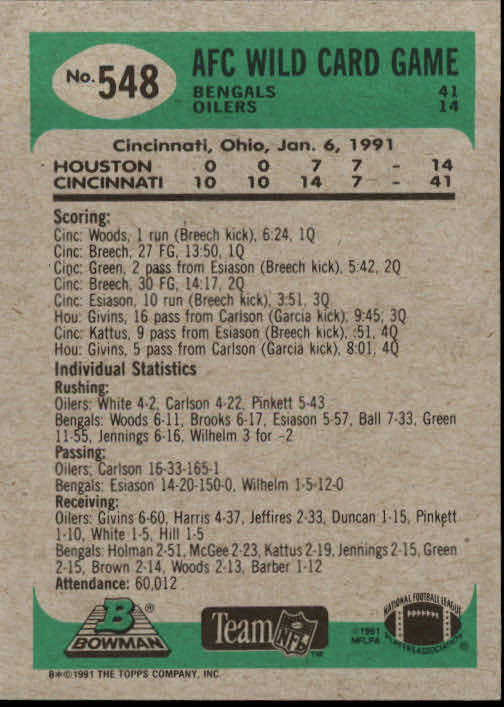 No. 548
AFC WILD CARD GAME
BENGALS 41
OILERS 14
Cincinnati, Ohio, Jan. 6, 1991
HOUSTON 0 0 7 7 – 14
CINCINNATI 10 10 14 7 – 41
Scoring:
Cinc: Woods, 1 run (Breech kick), 6:24, 1Q
Cinc: Breech, 27 FG, 13:50, 1Q
Cinc: Green, 2 pass from Esiason (Breech kick), 5:42, 2Q
Cinc: Breech, 30 FG, 14:17, 2Q
Cinc: Esiason, 10 run (Breech kick), 3:51, 3Q
Hou: Givins, 16 pass from Carlson (Garcia kick), 9:45, 3Q
Cinc: Kattus, 9 pass from Esiason (Breech kick), :51, 4Q
Hou: Givins, 5 pass from Carlson (Garcia kick), 8:01, 4Q
Individual Statistics
Rushing:
Oilers: White 4-2, Carlson 4-22, Pinkett 5-43
Bengals: Woods 6-11, Brooks 6-17, Esiason 5-57, Ball 7-33, Green
11-55, Jennings 6-16, Wilhelm 3 for -2
Passing:
Oilers: Carlson 16-33-165-1
Bengals: Esiason 14-20-150-0, Wilhelm 1-5-12-0
Receiving:
Oilers: Givins 6-60, Harris 4-37, Jeffires 2-33, Duncan 1-15, Pinkett
1-10, White 1-5, Hill 1-5
Bengals: Holman 2-51, McGee 2-23, Kattus 2-19, Jennings 2-15, Green
2-15, Brown 2-14, Woods 2-13, Barber 1-12
Attendance: 60,012
B ®
BOWMAN
Team NFL ™
©1991
NFLPA
NATIONAL FOOTBALL LEAGUE
PLAYERS ASSOCIATION ®
B*©1991 THE TOPPS COMPANY, INC.